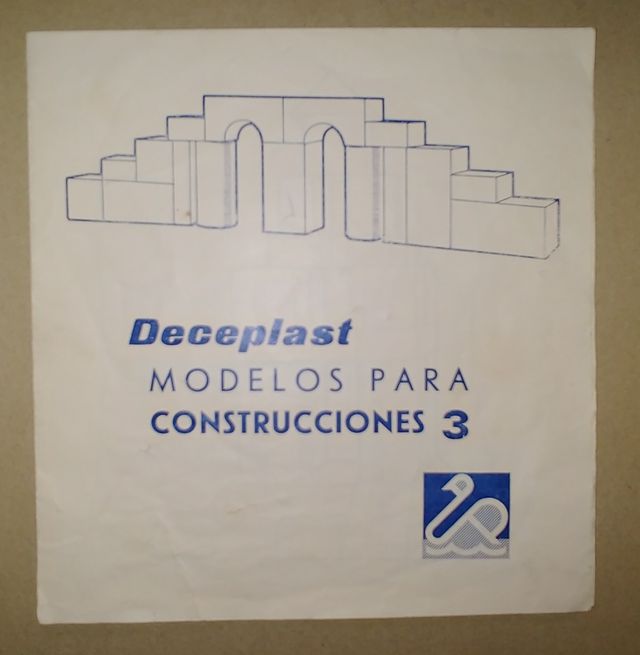 Deceplast
MODELOS PARA
CONSTRUCCIONES 3